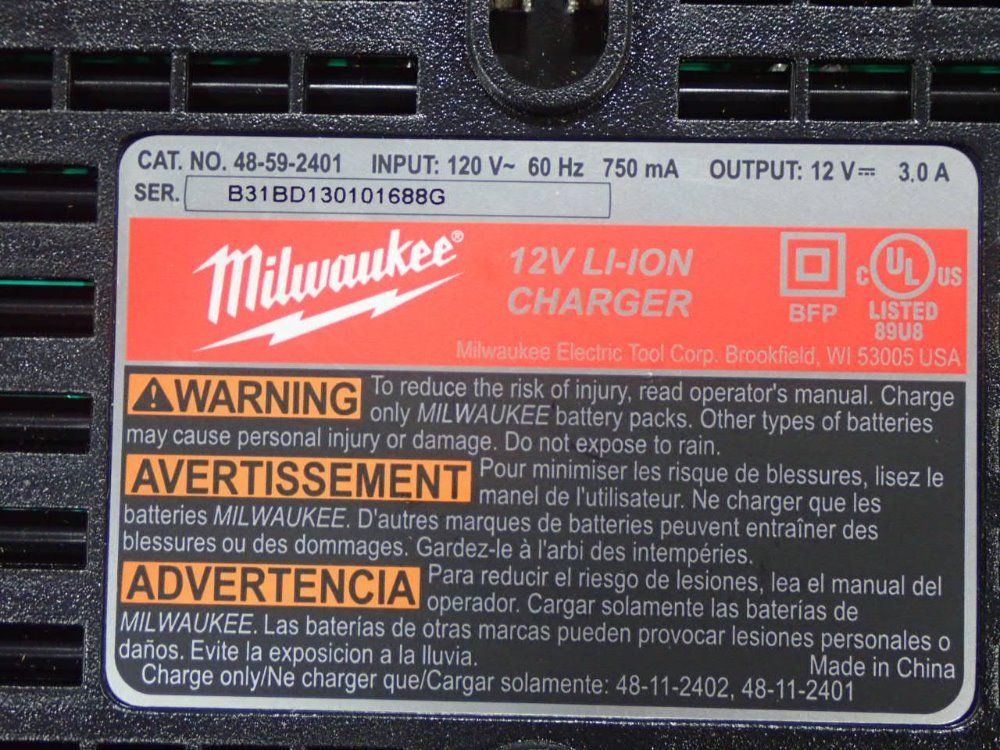 CAT. NO. 48-59-2401 INPUT: 120 V~ 60 Hz 750 mA OUTPUT: 12 V⎓ 3.0 A
SER. B31BD130101688G
Milwaukee®
12V LI-ION
CHARGER
BFP
C UL US
LISTED
89U8
Milwaukee Electric Tool Corp. Brookfield, WI 53005 USA
⚠WARNING To reduce the risk of injury, read operator's manual. Charge
only MILWAUKEE battery packs. Other types of batteries
may cause personal injury or damage. Do not expose to rain.
AVERTISSEMENT Pour minimiser les risque de blessures, lisez le
manel de l'utilisateur. Ne charger que les
batteries MILWAUKEE. D'autres marques de batteries peuvent entraîner des
blessures ou des dommages. Gardez-le à l'arbi des intempéries.
ADVERTENCIA Para reducir el riesgo de lesiones, lea el manual del
operador. Cargar solamente las baterías de
MILWAUKEE. Las baterías de otras marcas pueden provocar lesiones personales o
daños. Evite la exposicion a la lluvia.
Made in China
Charge only/Ne charger que/Cargar solamente: 48-11-2402, 48-11-2401